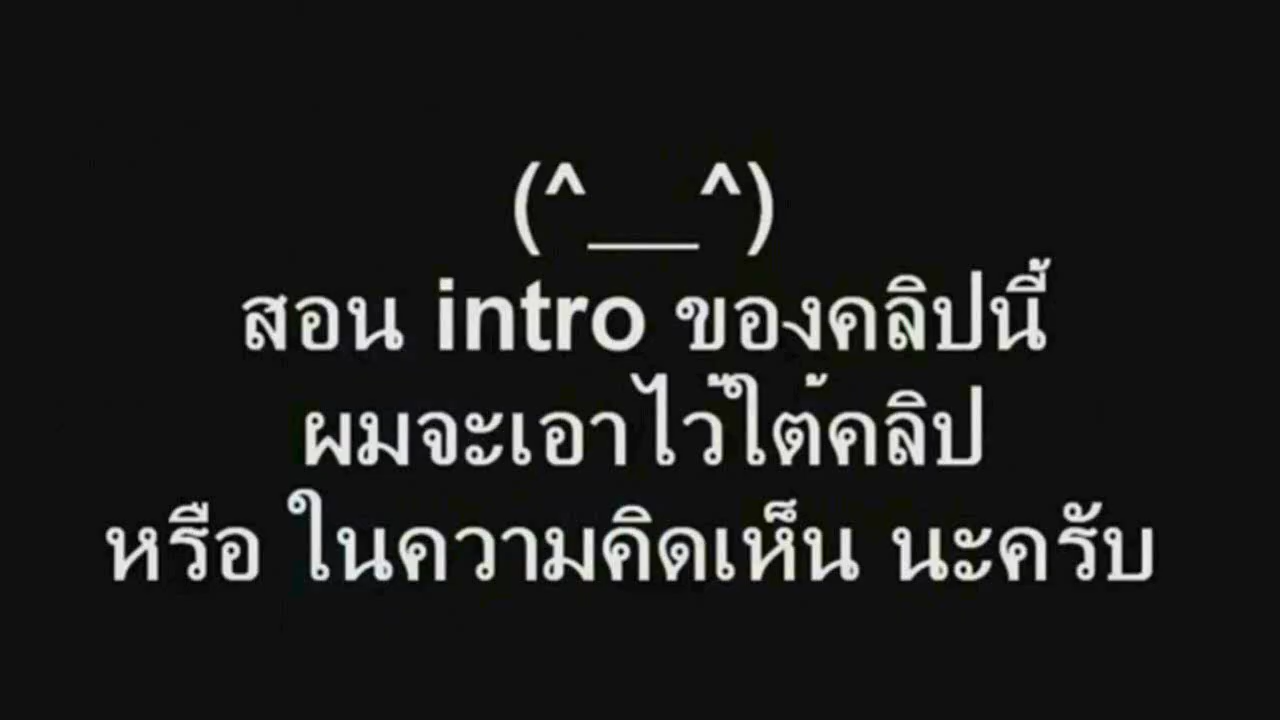 (^__^)
สอน intro ของคลิปนี้
ผมจะเอาไว้ใต้คลิป
หรือ ในความคิดเห็น นะครับ